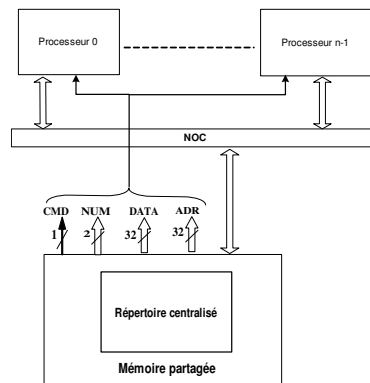 Processeur 0
Processeur n-1
NOC
CMD NUM DATA ADR
1 2 32 32
Répertoire centralisé
Mémoire partagée